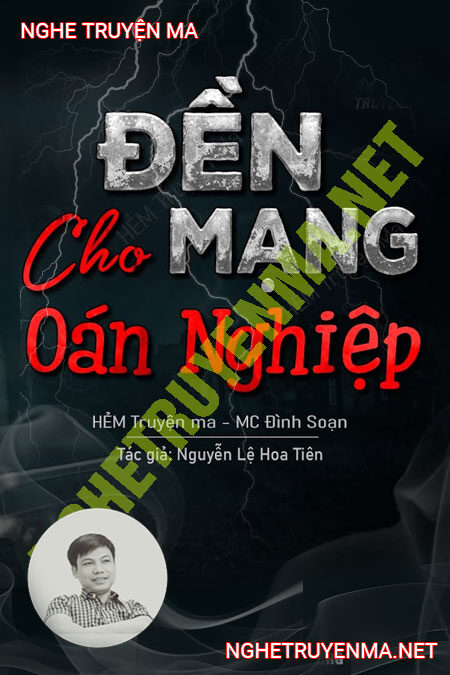 NGHE TRUYỆN MA
ĐỀN
Cho MẠNG
Oán Nghiệp
HẺM Truyện ma - MC Đình Soạn
Tác giả: Nguyễn Lệ Hoa Tiên
NGHETRUYENMA.NET
NGHETRUYENMA.NET